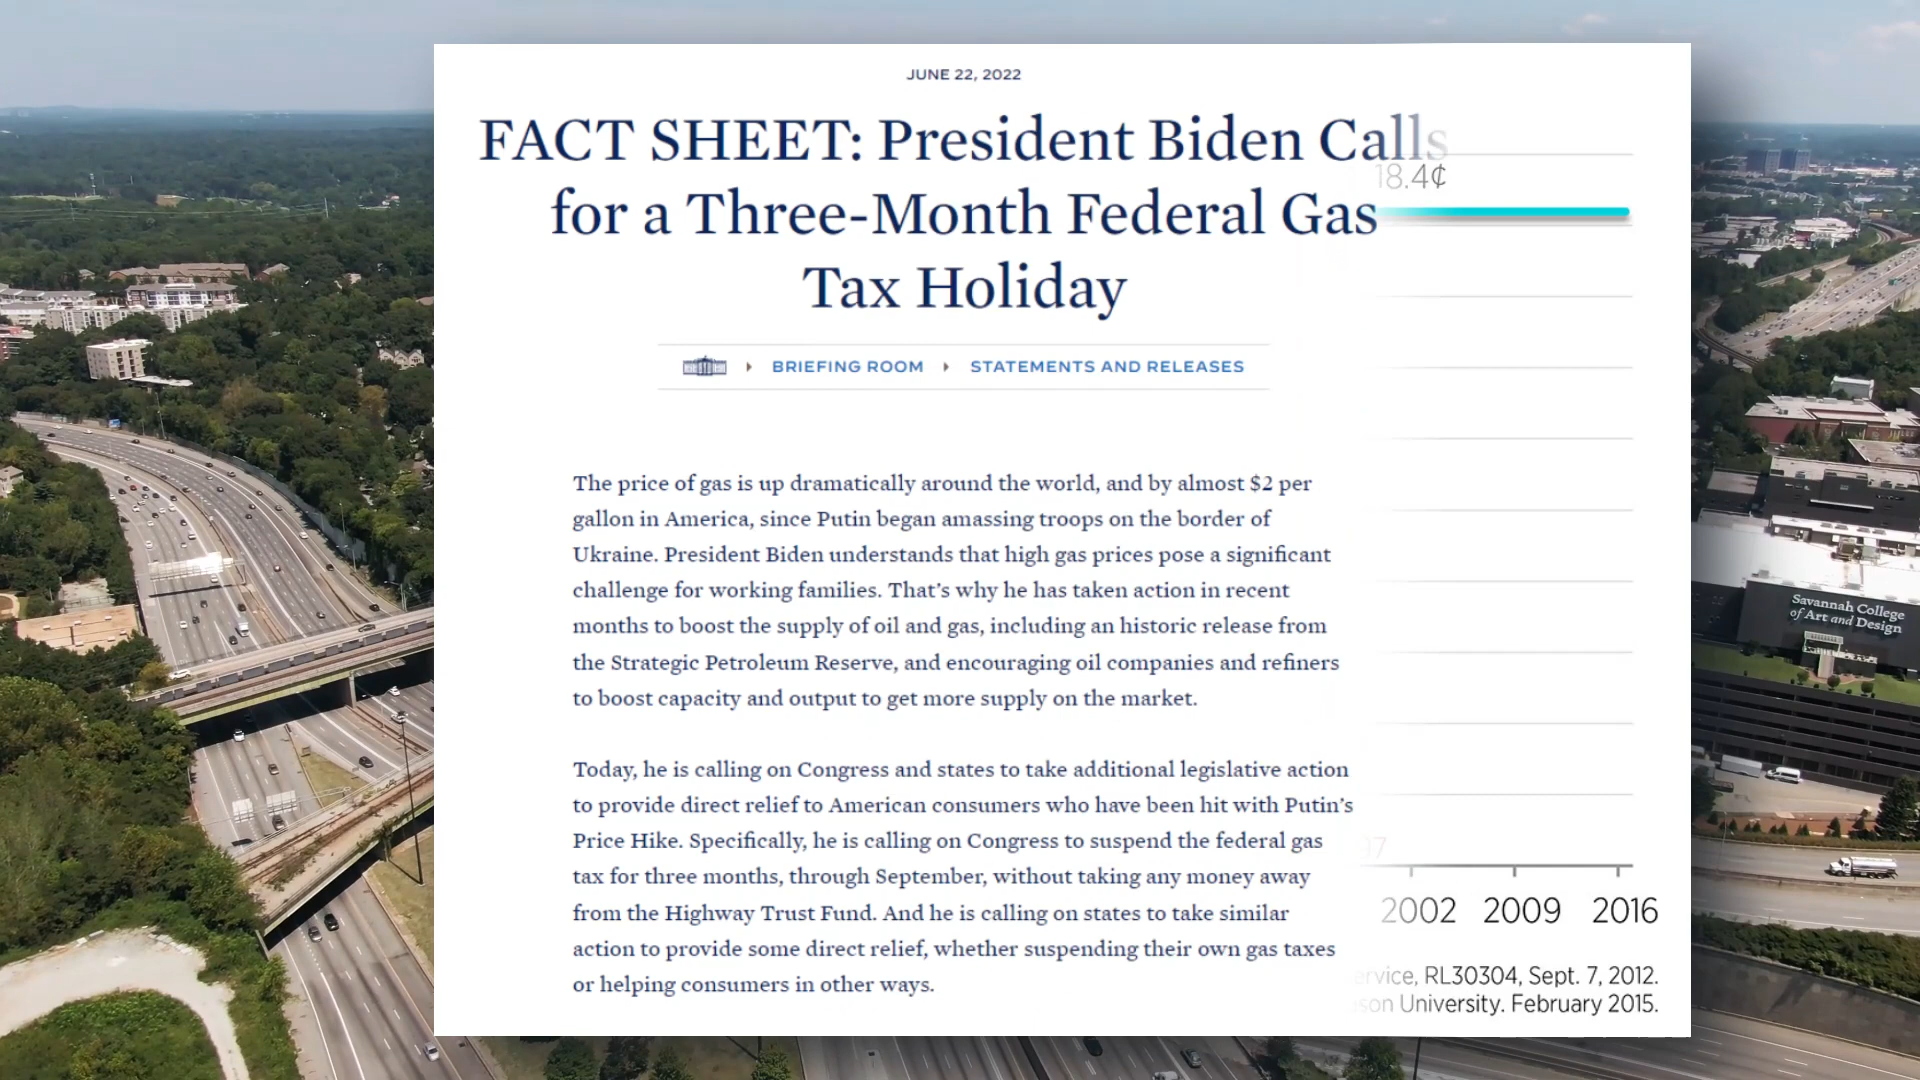 JUNE 22, 2022
FACT SHEET: President Biden Calls
for a Three-Month Federal Gas
Tax Holiday
BRIEFING ROOM
STATEMENTS AND RELEASES
The price of gas is up dramatically around the world, and by almost $2 per
gallon in America, since Putin began amassing troops on the border of
Ukraine. President Biden understands that high gas prices pose a significant
challenge for working families. That’s why he has taken action in recent
months to boost the supply of oil and gas, including an historic release from
the Strategic Petroleum Reserve, and encouraging oil companies and refiners
to boost capacity and output to get more supply on the market.
Today, he is calling on Congress and states to take additional legislative action
to provide direct relief to American consumers who have been hit with Putin’s
Price Hike. Specifically, he is calling on Congress to suspend the federal gas
tax for three months, through September, without taking any money away
from the Highway Trust Fund. And he is calling on states to take similar
action to provide some direct relief, whether suspending their own gas taxes
or helping consumers in other ways.
18.4¢
97
2002 2009 2016
ervice, RL30304, Sept. 7, 2012.
son University. February 2015.
Savannah College
of Art and Design